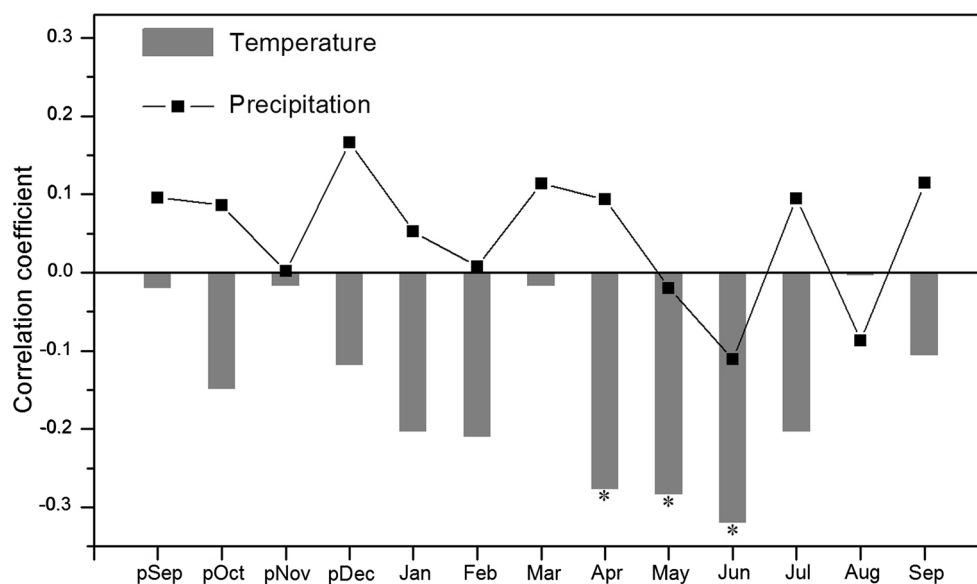 0.3
0.2
0.1
0.0
-0.1
-0.2
-0.3
Correlation coefficient
Temperature
Precipitation
*
*
*
pSep pOct pNov pDec Jan Feb Mar Apr May Jun Jul Aug Sep